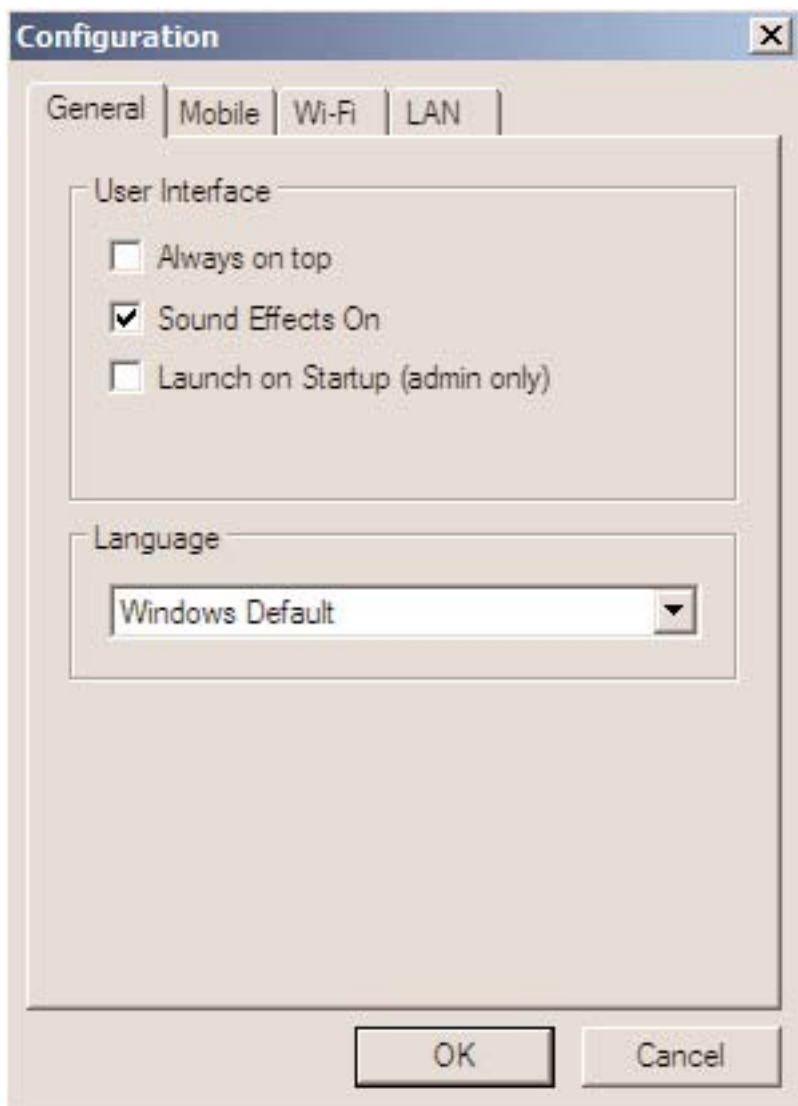 Configuration
General Mobile Wi-Fi LAN
User Interface
Always on top
Sound Effects On
Launch on Startup (admin only)
Language
Windows Default
OK Cancel